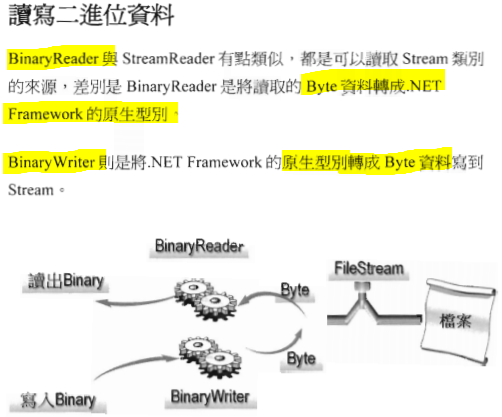 讀寫二進位資料
BinaryReader 與 StreamReader 有點類似，都是可以讀取 Stream 類別
的來源，差別是 BinaryReader 是將讀取的 Byte 資料轉成.NET
Framework 的原生型別。
BinaryWriter 則是將.NET Framework 的原生型別轉成 Byte 資料寫到
Stream。
BinaryReader
讀出Binary
Byte
FileStream
檔案
Byte
寫入Binary
BinaryWriter